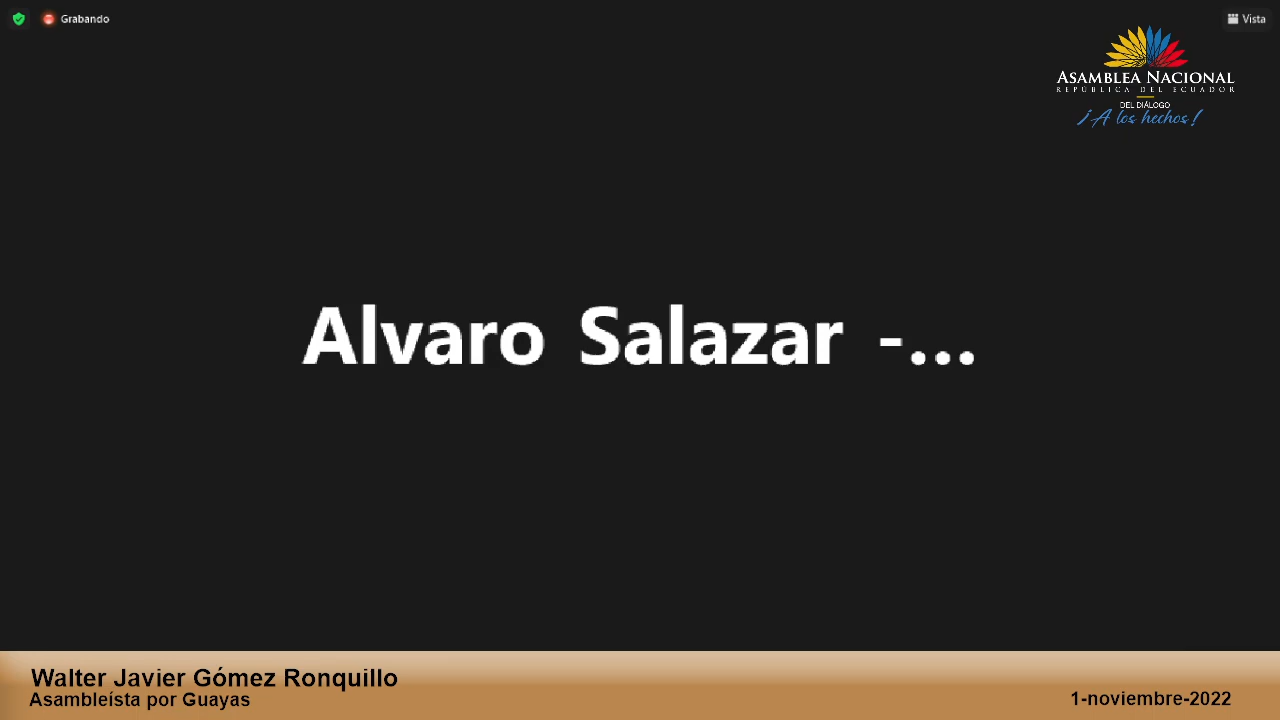 Grabando
Vista
ASAMBLEA NACIONAL
REPÚBLICA DEL ECUADOR
DEL DIÁLOGO
¡A los hechos!
Alvaro Salazar -...
Walter Javier Gómez Ronquillo
Asambleísta por Guayas
1-noviembre-2022